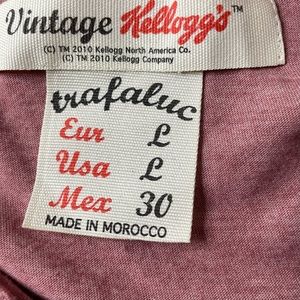 Vintage Kellogg's™
(C) TM 2010 Kellogg North America Co.
(C) TM 2010 Kellogg Company
trafaluc
Eur L
Usa L
Mex 30
MADE IN MOROCCO